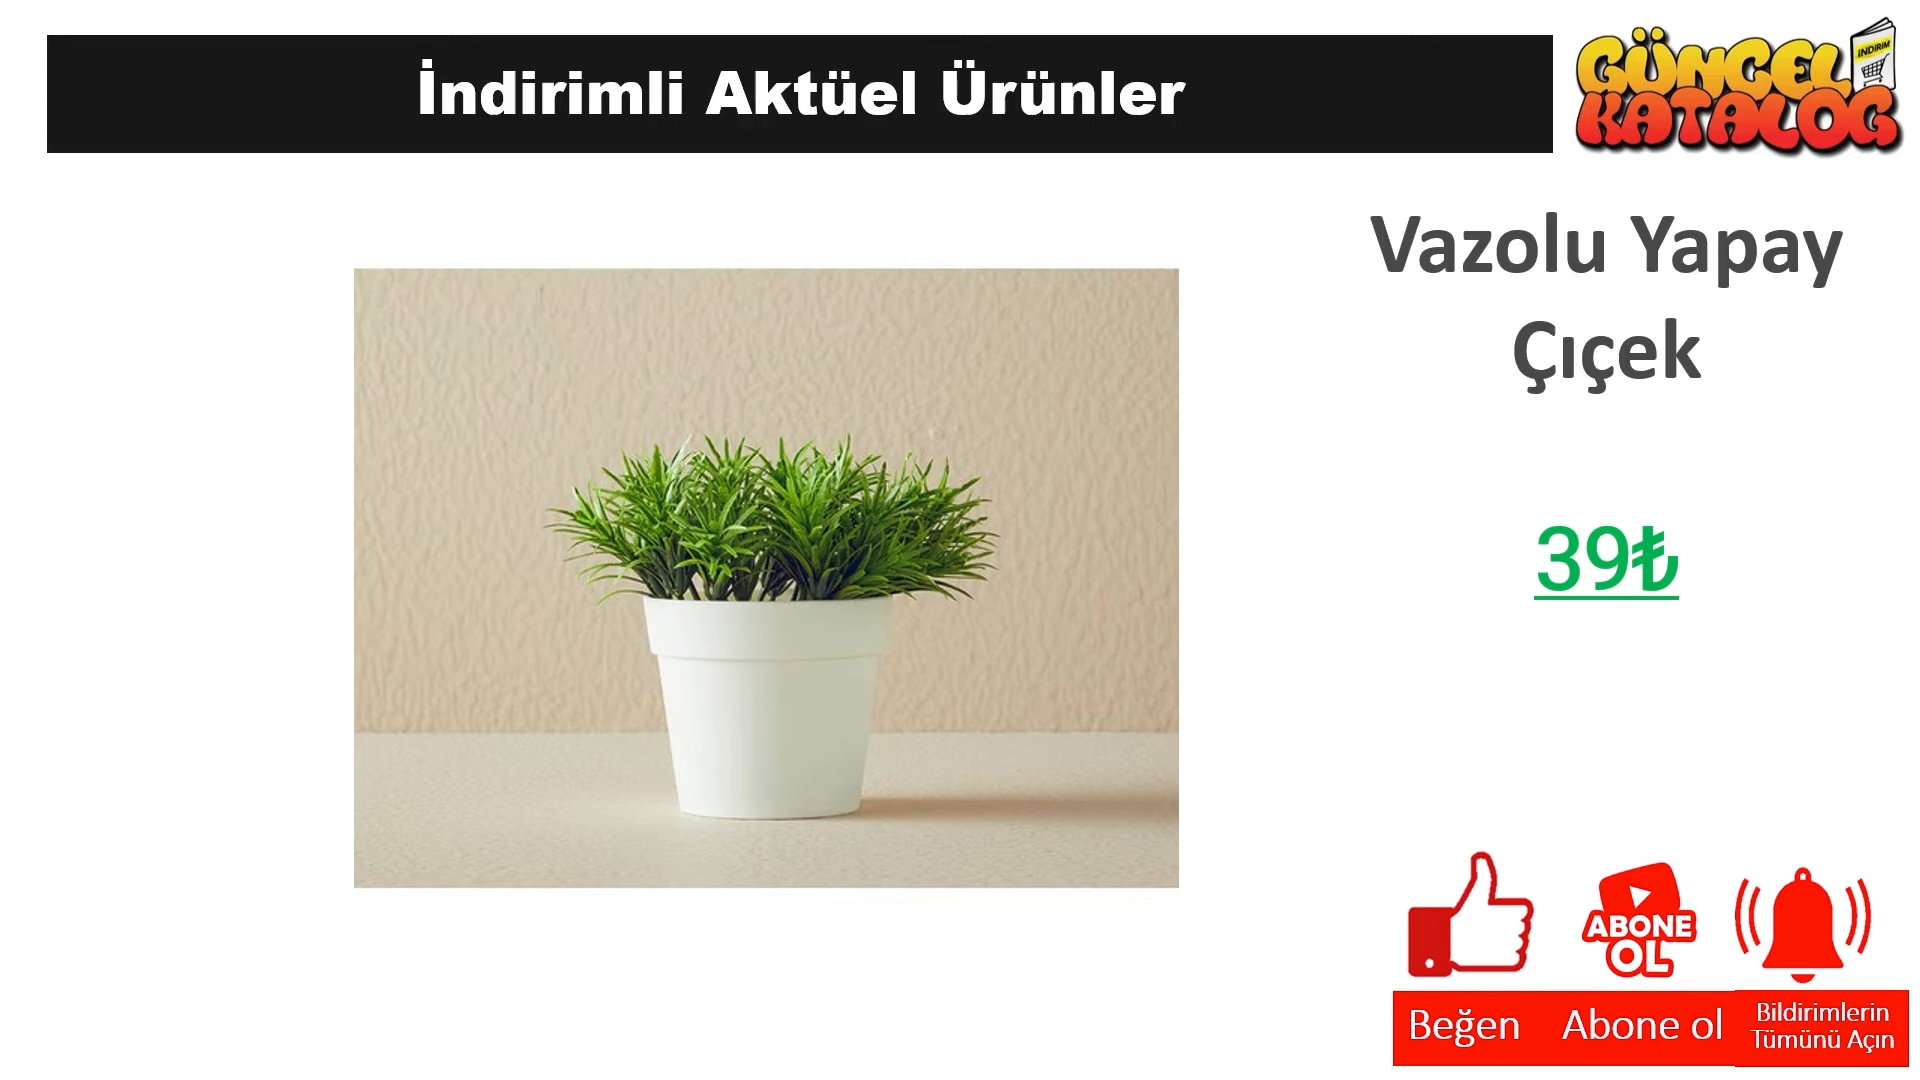 İndirimli Aktüel Ürünler
İNDİRİM
GÜNCEL
KATALOG
Vazolu Yapay
Çıçek
39₺
ABONE
OL
Beğen
Abone ol
Bildirimlerin
Tümünü Açın